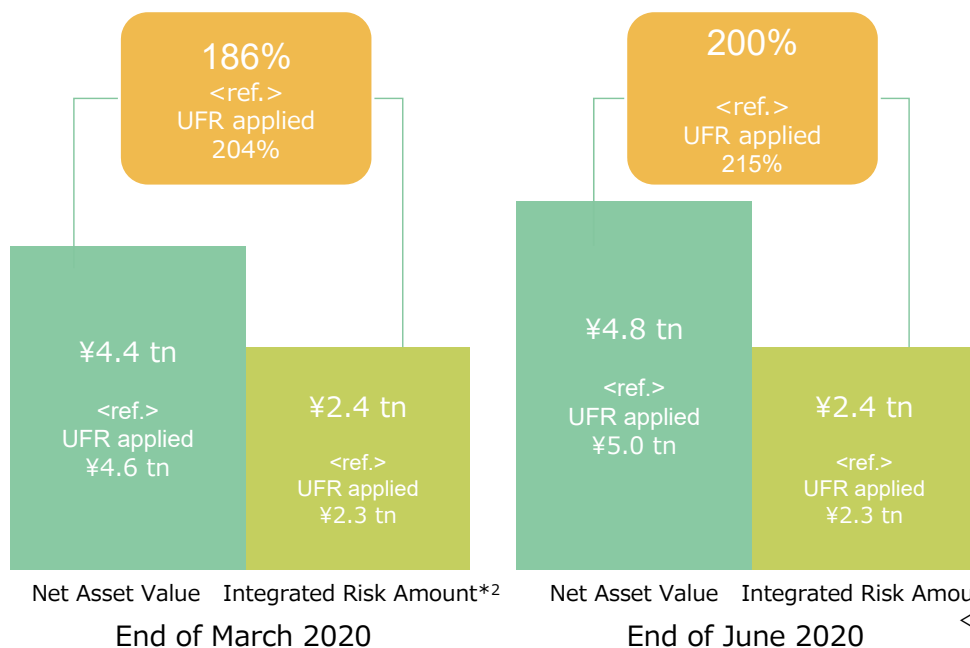 186%
<ref.>
UFR applied
204%
¥4.4 tn
<ref.>
UFR applied
¥4.6 tn
¥2.4 tn
<ref.>
UFR applied
¥2.3 tn
Net Asset Value Integrated Risk Amount*2
End of March 2020
200%
<ref.>
UFR applied
215%
¥4.8 tn
<ref.>
UFR applied
¥5.0 tn
¥2.4 tn
<ref.>
UFR applied
¥2.3 tn
Net Asset Value Integrated Risk Amou
<
End of June 2020